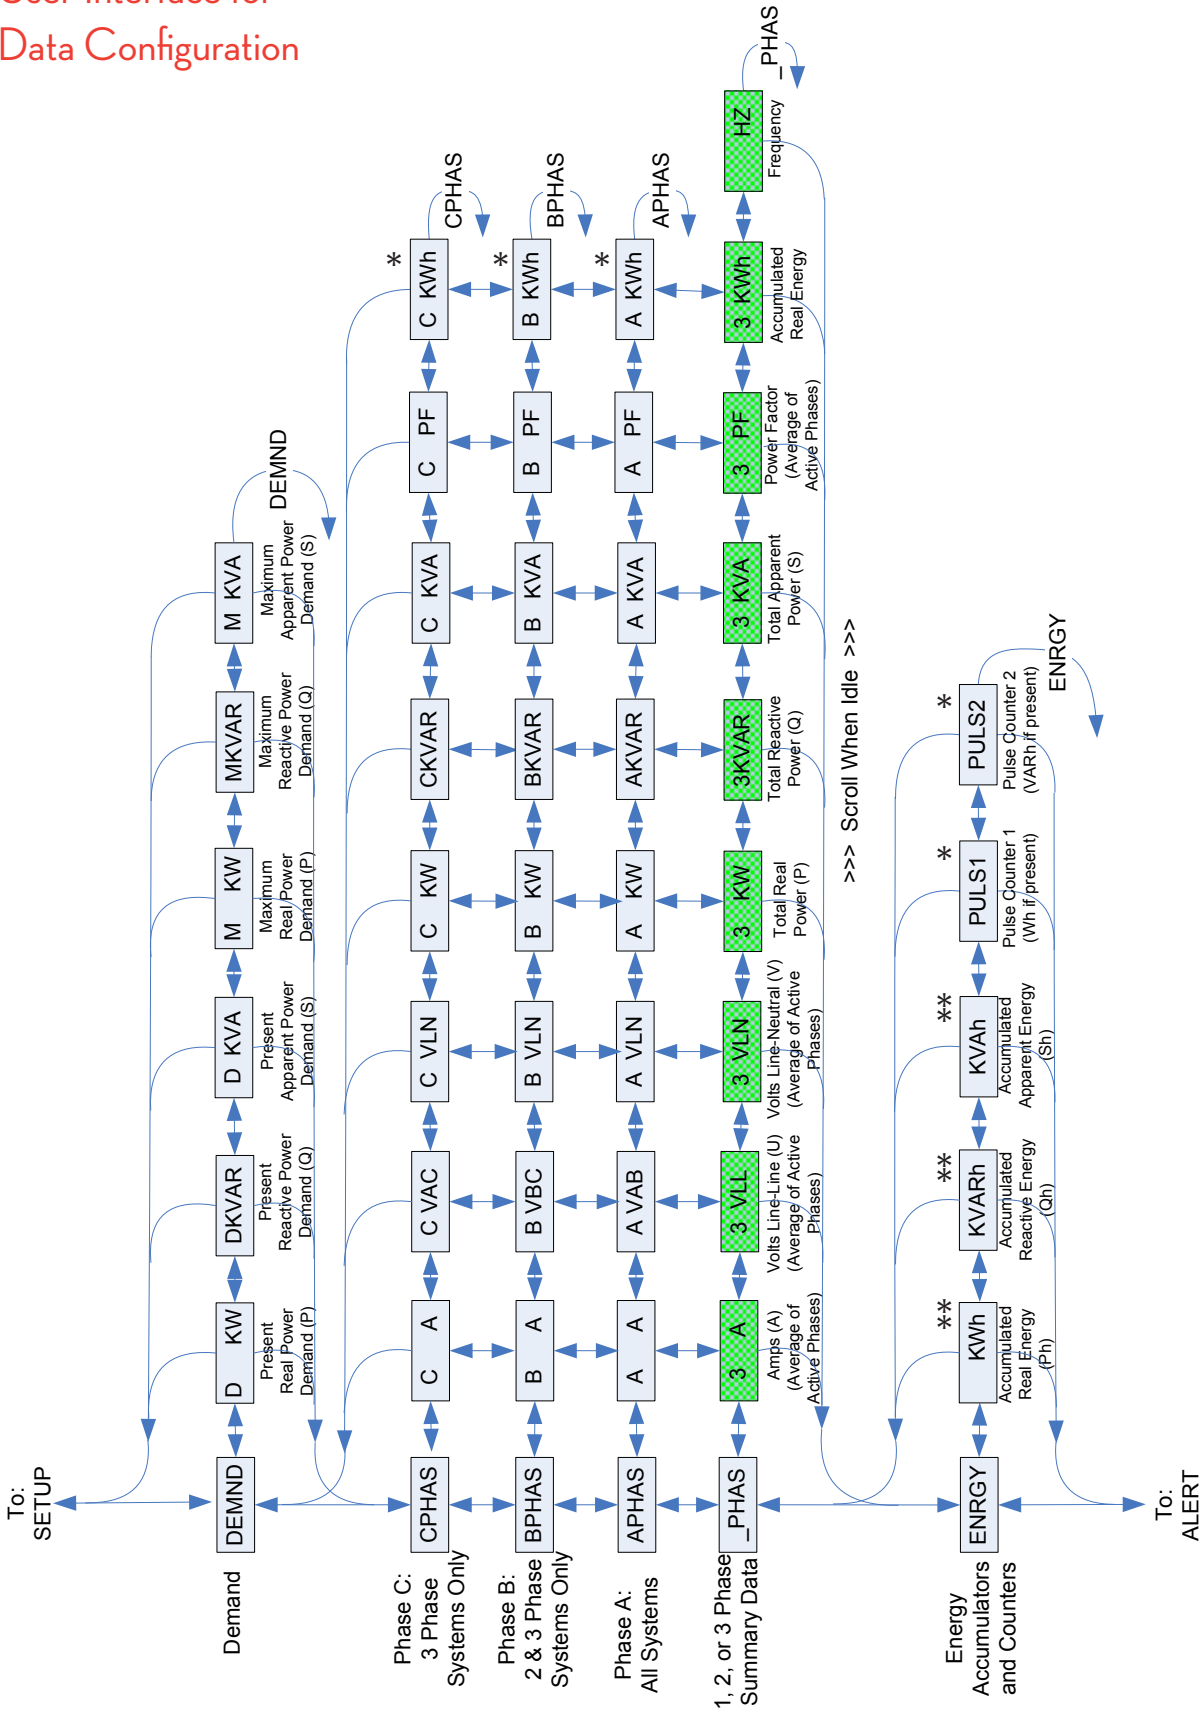 User Interface for
Data Configuration
To:
SETUP
Demand
DEMND
D KW
Present
Real Power
Demand (P)
DKVAR
Present
Reactive Power
Demand (Q)
D KVA
Present
Apparent Power
Demand (S)
M KW
Maximum
Real Power
Demand (P)
MKVAR
Maximum
Reactive Power
Demand (Q)
M KVA
Maximum
Apparent Power
Demand (S)
DEMND
Phase C:
3 Phase
Systems Only
CPHAS
C A
C VAC
C VLN
C KW
CKVAR
C KVA
C PF
C KWh
*
CPHAS
Phase B:
2 & 3 Phase
Systems Only
BPHAS
B A
B VBC
B VLN
B KW
BKVAR
B KVA
B PF
B KWh
*
BPHAS
Phase A:
All Systems
APHAS
A A
A VAB
A VLN
A KW
AKVAR
A KVA
A PF
A KWh
*
APHAS
1, 2, or 3 Phase
Summary Data
_PHAS
3 A
Amps (A)
(Average of
Active Phases)
3 VLL
Volts Line-Line (U)
(Average of Active
Phases)
3 VLN
Volts Line-Neutral (V)
(Average of Active
Phases)
3 KW
Total Real
Power (P)
3KVAR
Total Reactive
Power (Q)
3 KVA
Total Apparent
Power (S)
3 PF
Power Factor
(Average of
Active Phases)
3 KWh
Accumulated
Real Energy
HZ
Frequency
_PHAS
>>> Scroll When Idle >>>
Energy
Accumulators
and Counters
ENRGY
**
KWh
Accumulated
Real Energy
(Ph)
**
KVARh
Accumulated
Reactive Energy
(Qh)
**
KVAh
Accumulated
Apparent Energy
(Sh)
*
PULS1
Pulse Counter 1
(Wh if present)
*
PULS2
Pulse Counter 2
(VARh if present)
ENRGY
To:
ALERT